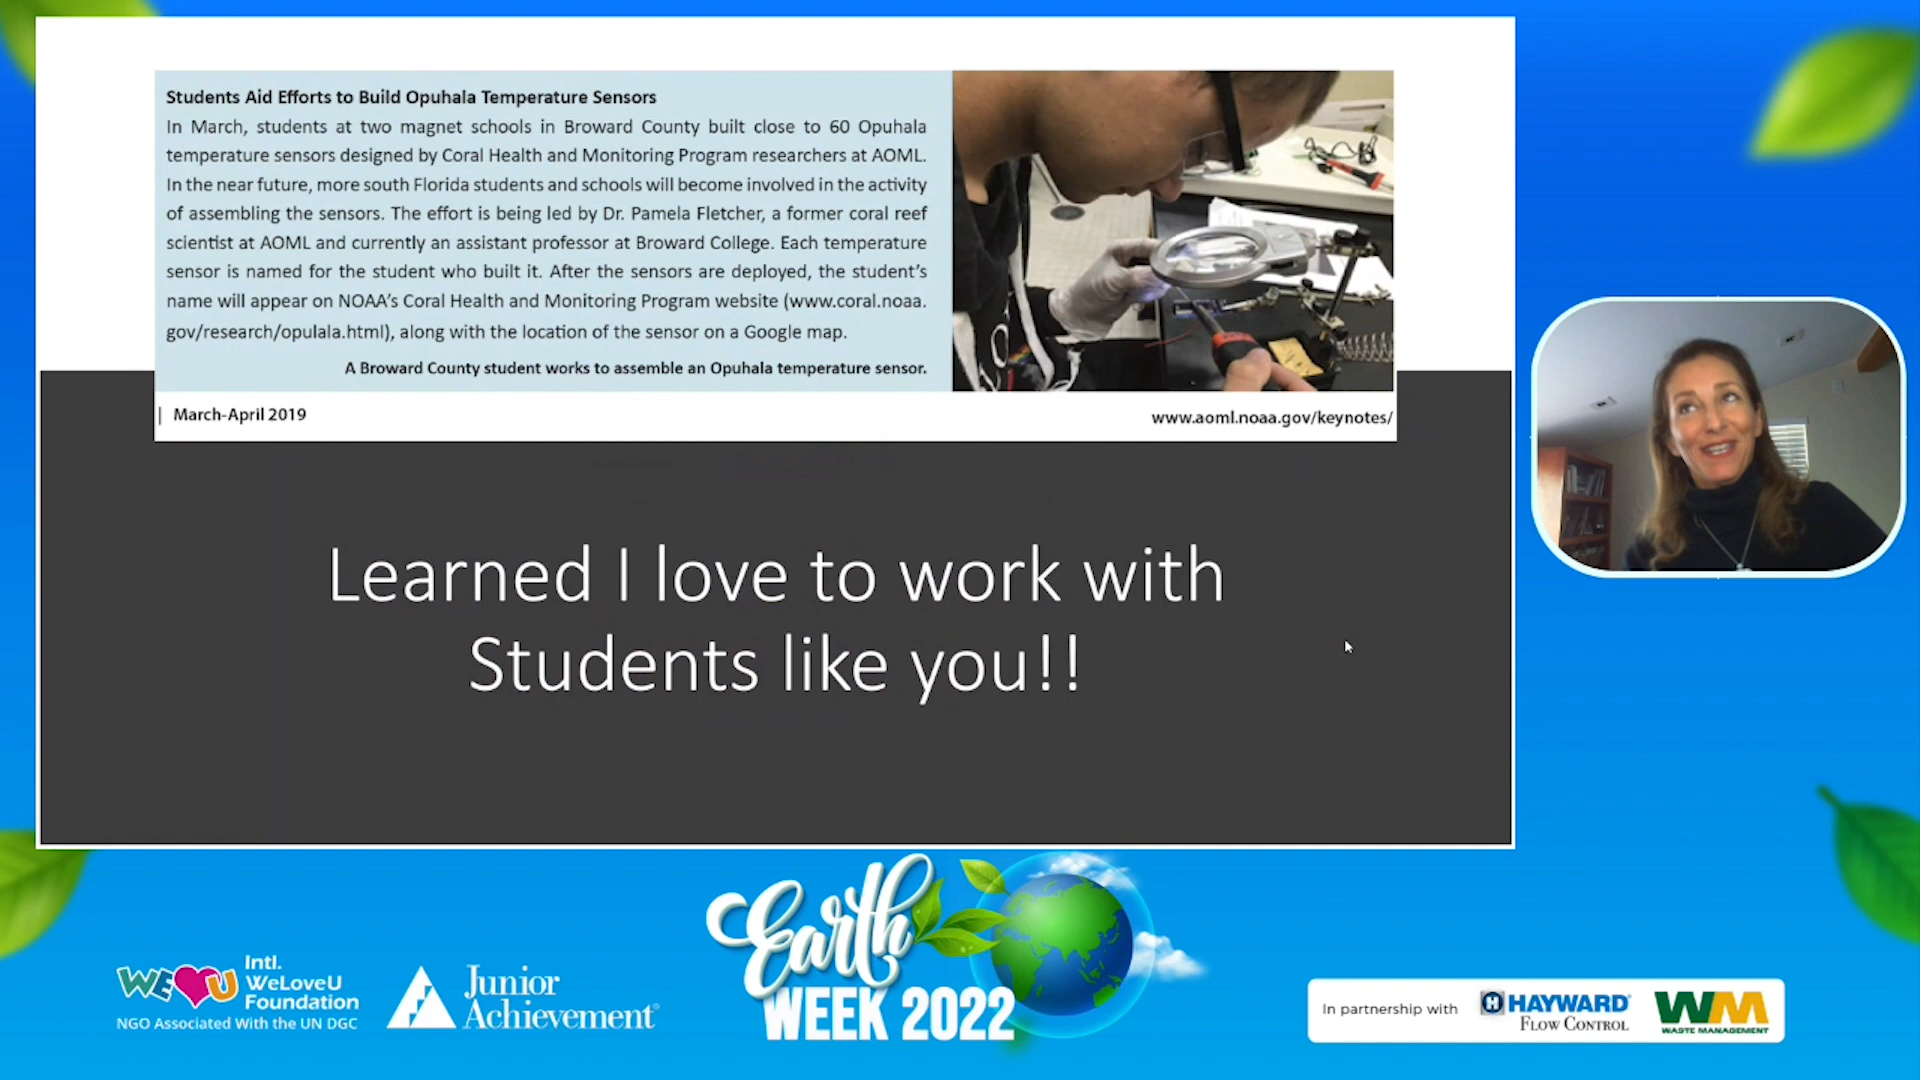 Students Aid Efforts to Build Opuhala Temperature Sensors
In March, students at two magnet schools in Broward County built close to 60 Opuhala
temperature sensors designed by Coral Health and Monitoring Program researchers at AOML.
In the near future, more south Florida students and schools will become involved in the activity
of assembling the sensors. The effort is being led by Dr. Pamela Fletcher, a former coral reef
scientist at AOML and currently an assistant professor at Broward College. Each temperature
sensor is named for the student who built it. After the sensors are deployed, the student's
name will appear on NOAA's Coral Health and Monitoring Program website (www.coral.noaa.
gov/research/opulala.html), along with the location of the sensor on a Google map.
A Broward County student works to assemble an Opuhala temperature sensor.
| March-April 2019
www.aoml.noaa.gov/keynotes/
Learned I love to work with
Students like you!!
Earth
WEEK 2022
WE U
Intl.
WeLoveU
Foundation
NGO Associated With the UN DGC
Junior
Achievement®
In partnership with
H HAYWARD®
FLOW CONTROL
WM
WASTE MANAGEMENT